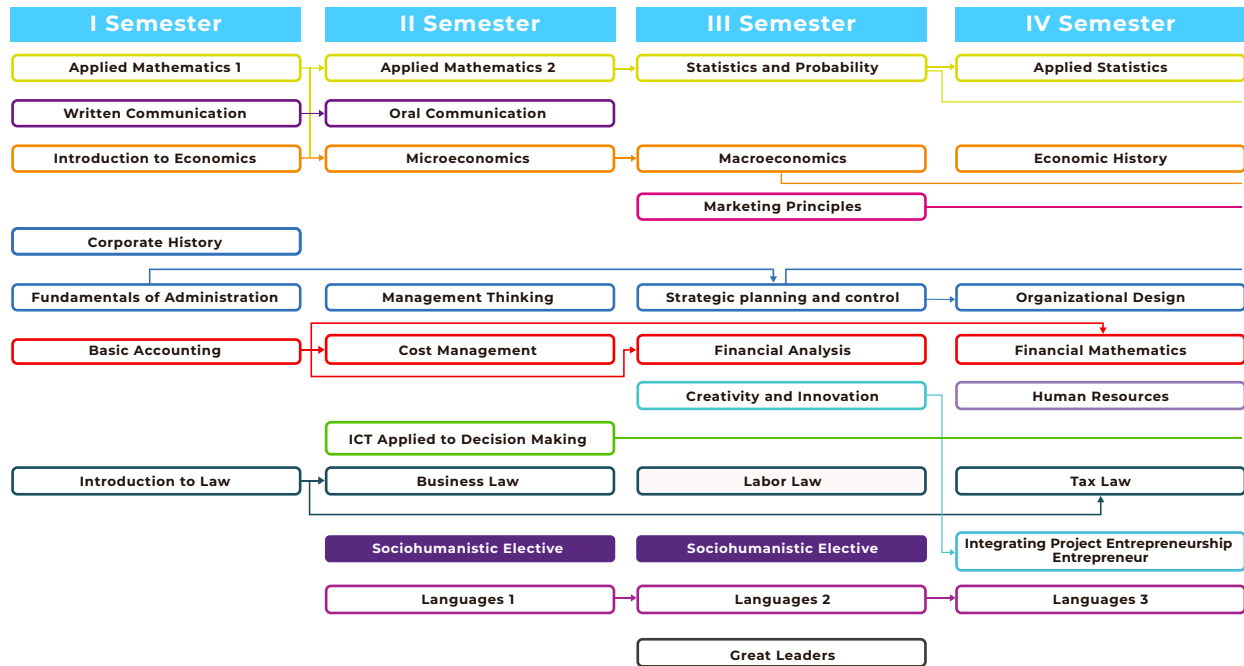 I Semester
II Semester
III Semester
IV Semester
Applied Mathematics 1
Applied Mathematics 2
Statistics and Probability
Applied Statistics
Written Communication
Oral Communication
Introduction to Economics
Microeconomics
Macroeconomics
Economic History
Marketing Principles
Corporate History
Fundamentals of Administration
Management Thinking
Strategic planning and control
Organizational Design
Basic Accounting
Cost Management
Financial Analysis
Financial Mathematics
Creativity and Innovation
Human Resources
ICT Applied to Decision Making
Introduction to Law
Business Law
Labor Law
Tax Law
Sociohumanistic Elective
Sociohumanistic Elective
Integrating Project Entrepreneurship
Entrepreneur
Languages 1
Languages 2
Languages 3
Great Leaders